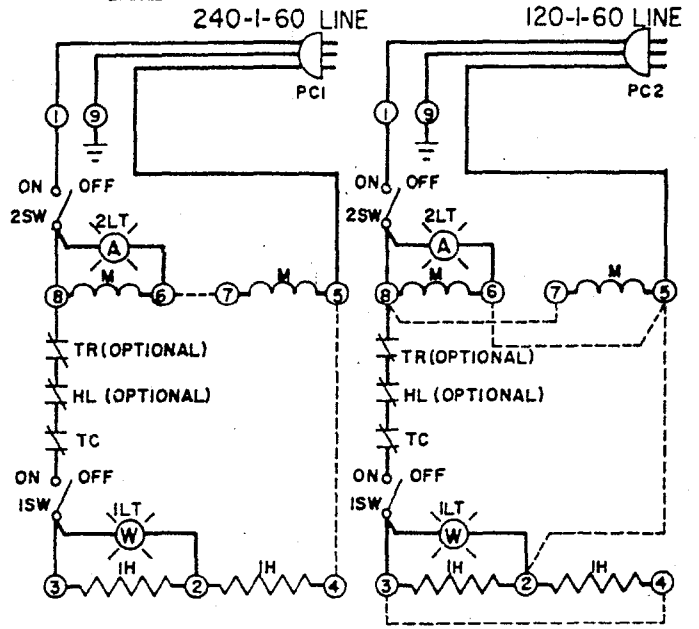 240-1-60 LINE
PC1
1
9
ON
OFF
2SW
2LT
A
M
8
6
7
M
5
TR(OPTIONAL)
HL (OPTIONAL)
TC
ON
OFF
1SW
1LT
W
3
1H
2
1H
4
120-1-60 LINE
PC2
1
9
ON
OFF
2SW
2LT
A
M
8
6
7
M
5
TR(OPTIONAL)
HL (OPTIONAL)
TC
ON
OFF
1SW
1LT
W
3
1H
2
1H
4